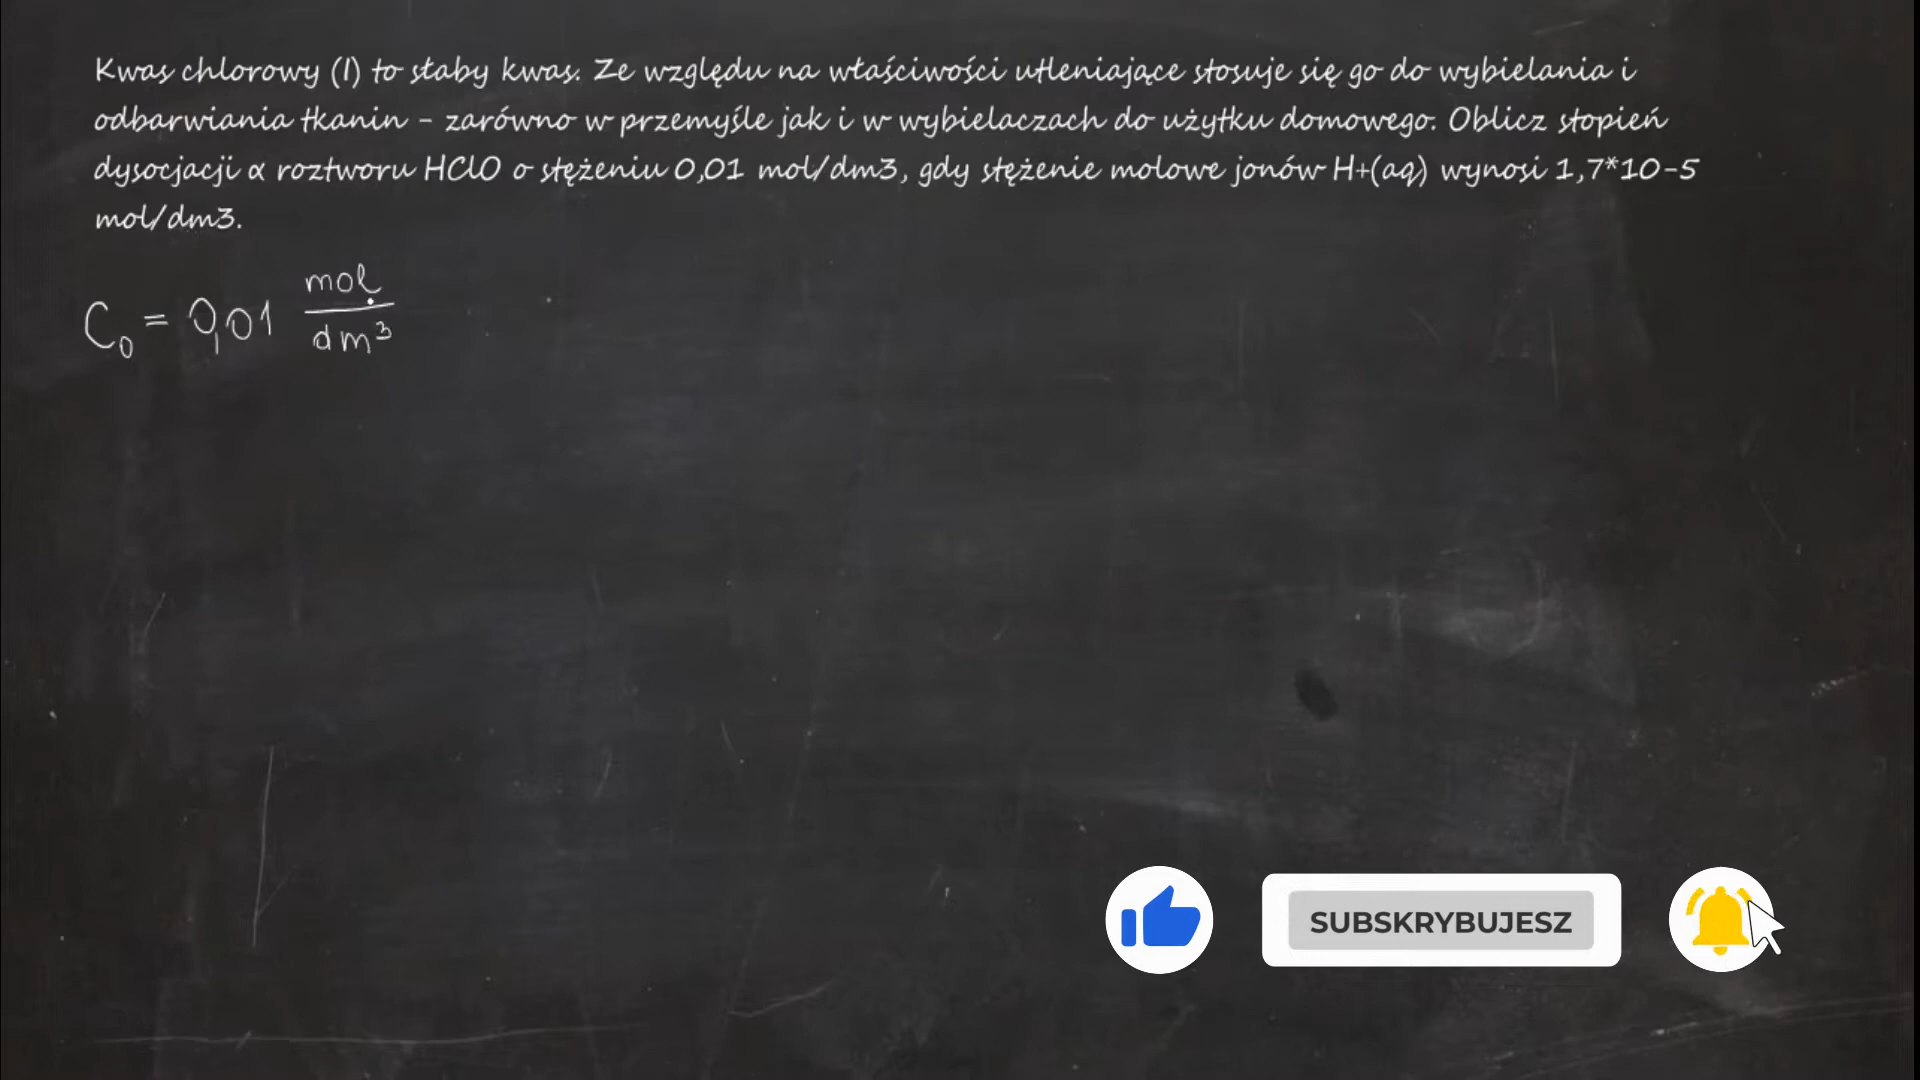 Kwas chlorowy (I) to słaby kwas. Ze względu na właściwości utleniające stosuje się go do wybielania i
odbarwiania tkanin - zarówno w przemyśle jak i w wybielaczach do użytku domowego. Oblicz stopień
dysocjacji α roztworu HClO o stężeniu 0,01 mol/dm3, gdy stężenie molowe jonów H+(aq) wynosi 1,7*10-5
mol/dm3.
C₀ = 0,01 mol/dm³
SUBSKRYBUJESZ